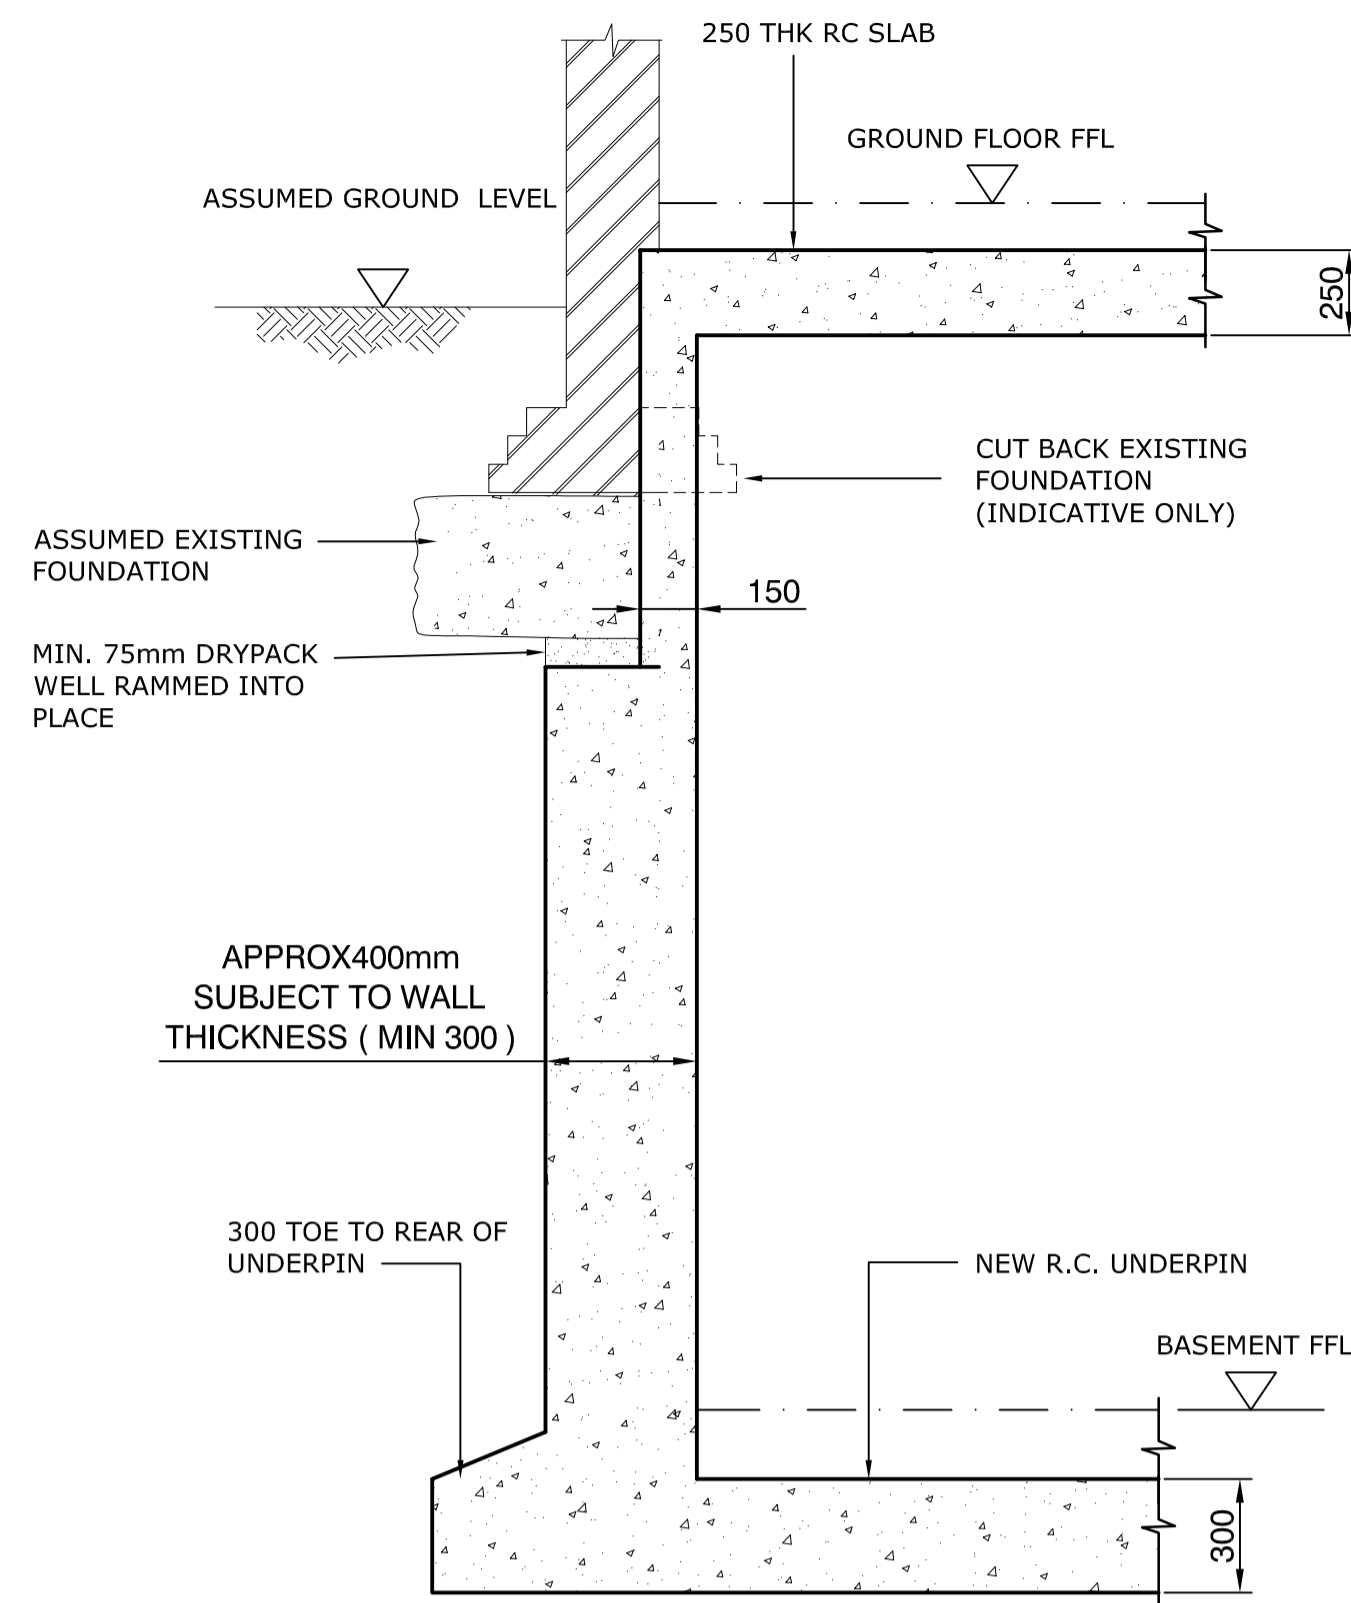 250 THK RC SLAB
GROUND FLOOR FFL
ASSUMED GROUND LEVEL
250
CUT BACK EXISTING
FOUNDATION
(INDICATIVE ONLY)
ASSUMED EXISTING
FOUNDATION
150
MIN. 75mm DRYPACK
WELL RAMMED INTO
PLACE
APPROX400mm
SUBJECT TO WALL
THICKNESS ( MIN 300 )
300 TOE TO REAR OF
UNDERPIN
NEW R.C. UNDERPIN
BASEMENT FFL
300